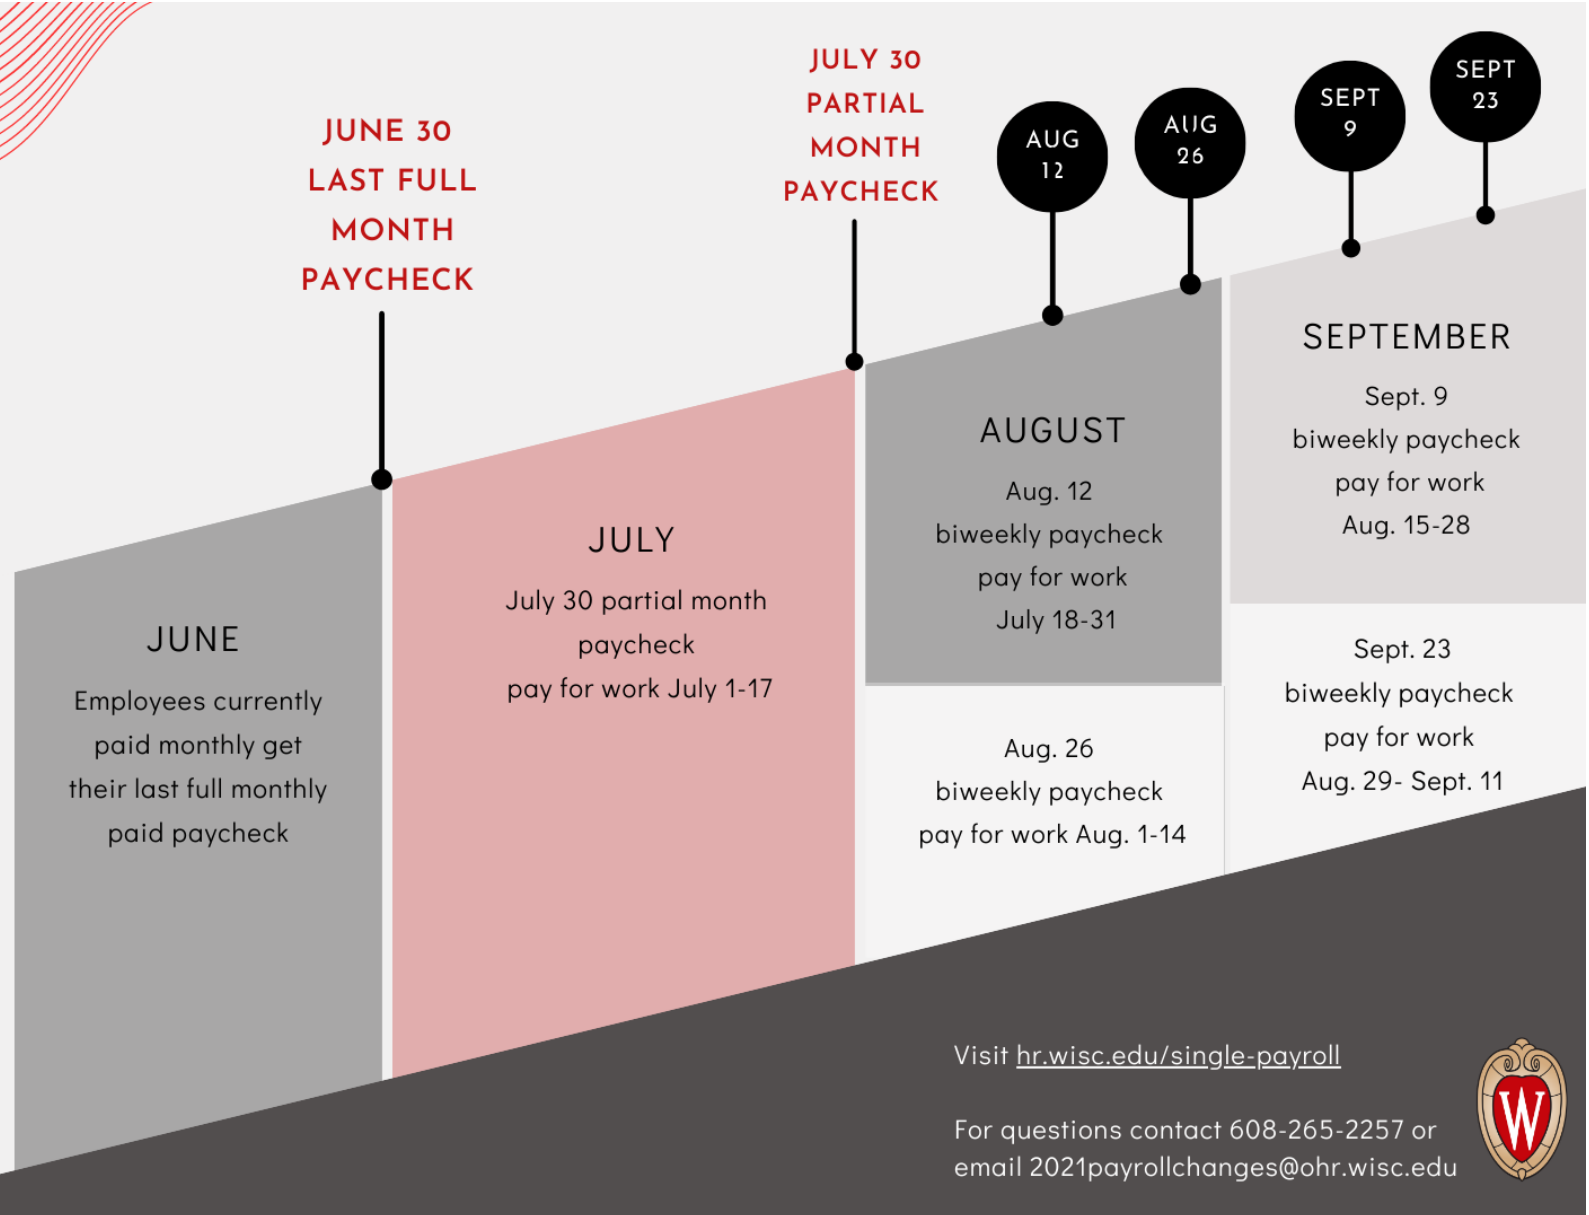 JUNE 30
LAST FULL
MONTH
PAYCHECK
JULY 30
PARTIAL
MONTH
PAYCHECK
AUG
12
AUG
26
SEPT
9
SEPT
23
JUNE
Employees currently
paid monthly get
their last full monthly
paid paycheck
JULY
July 30 partial month
paycheck
pay for work July 1-17
AUGUST
Aug. 12
biweekly paycheck
pay for work
July 18-31
Aug. 26
biweekly paycheck
pay for work Aug. 1-14
SEPTEMBER
Sept. 9
biweekly paycheck
pay for work
Aug. 15-28
Sept. 23
biweekly paycheck
pay for work
Aug. 29- Sept. 11
Visit hr.wisc.edu/single-payroll
For questions contact 608-265-2257 or
email 2021payrollchanges@ohr.wisc.edu
W